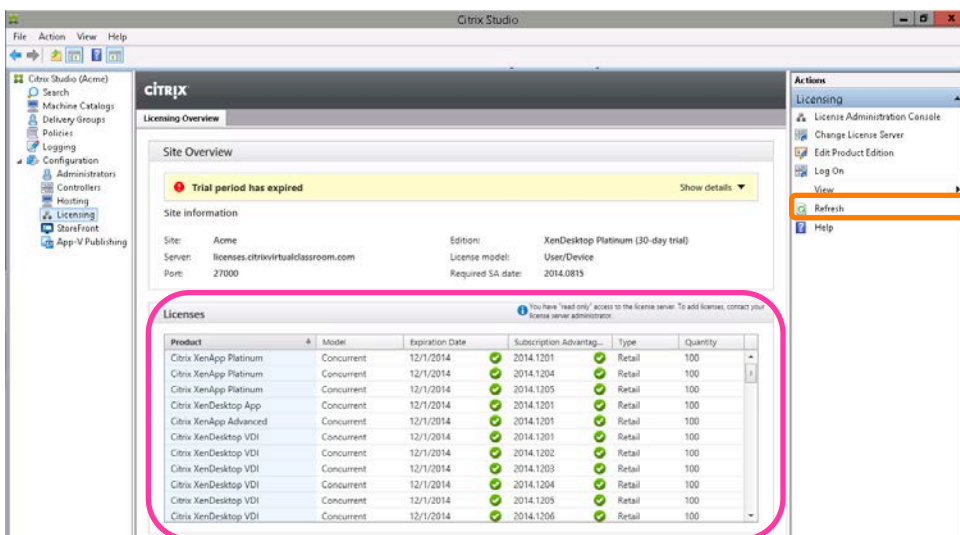 Citrix Studio
File Action View Help
Citrix Studio (Acme)
Search
Machine Catalogs
Delivery Groups
Policies
Logging
Configuration
Administrators
Controllers
Hosting
Licensing
StoreFront
App-V Publishing
CITRIX
Licensing Overview
Site Overview
Trial period has expired Show details
Site information
Site: Acme Edition: XenDesktop Platinum (30-day trial)
Server: licenses.citrixvirtualclassroom.com License model: User/Device
Port: 27000 Required SA date: 2014.0815
Licenses
You have "read only" access to the license server. To add licenses, contact your
license server administrator.
Product Model Expiration Date Subscription Advantag... Type Quantity
Citrix XenApp Platinum Concurrent 12/1/2014 2014.1201 Retail 100
Citrix XenApp Platinum Concurrent 12/1/2014 2014.1204 Retail 100
Citrix XenApp Platinum Concurrent 12/1/2014 2014.1205 Retail 100
Citrix XenDesktop App Concurrent 12/1/2014 2014.1201 Retail 100
Citrix XenApp Advanced Concurrent 12/1/2014 2014.1201 Retail 100
Citrix XenDesktop VDI Concurrent 12/1/2014 2014.1201 Retail 100
Citrix XenDesktop VDI Concurrent 12/1/2014 2014.1202 Retail 100
Citrix XenDesktop VDI Concurrent 12/1/2014 2014.1203 Retail 100
Citrix XenDesktop VDI Concurrent 12/1/2014 2014.1204 Retail 100
Citrix XenDesktop VDI Concurrent 12/1/2014 2014.1205 Retail 100
Citrix XenDesktop VDI Concurrent 12/1/2014 2014.1206 Retail 100
Actions
Licensing
License Administration Console
Change License Server
Edit Product Edition
Log On
View
Refresh
Help